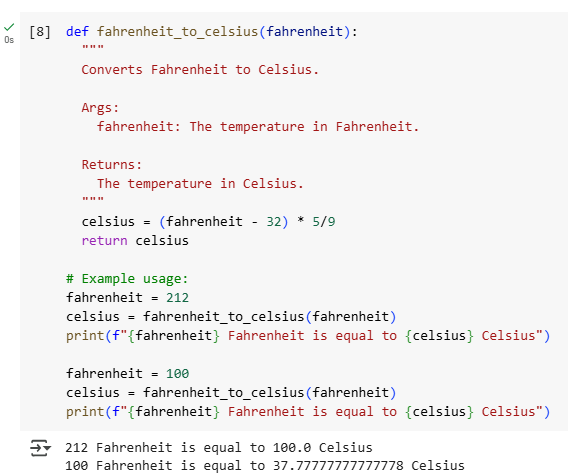 [8] def fahrenheit_to_celsius(fahrenheit):
0s
"""
Converts Fahrenheit to Celsius.
Args:
fahrenheit: The temperature in Fahrenheit.
Returns:
The temperature in Celsius.
"""
celsius = (fahrenheit - 32) * 5/9
return celsius
# Example usage:
fahrenheit = 212
celsius = fahrenheit_to_celsius(fahrenheit)
print(f"{fahrenheit} Fahrenheit is equal to {celsius} Celsius")
fahrenheit = 100
celsius = fahrenheit_to_celsius(fahrenheit)
print(f"{fahrenheit} Fahrenheit is equal to {celsius} Celsius")
212 Fahrenheit is equal to 100.0 Celsius
100 Fahrenheit is equal to 37.77777777777778 Celsius